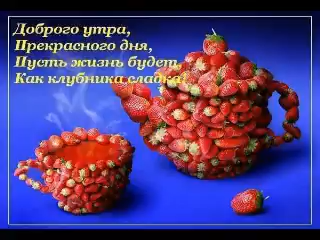 Доброго утра,
Прекрасного дня,
Пусть жизнь будет,
Как клубника сладка!